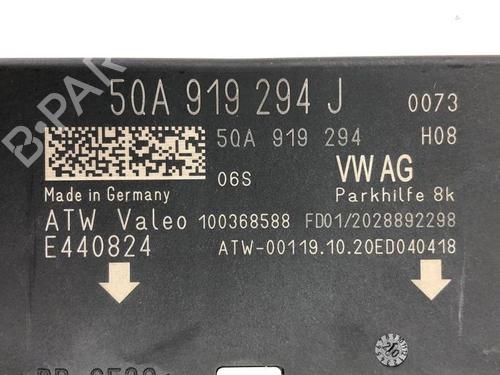 5QA 919 294 J 0073
5QA 919 294 H08
06S VW AG
Made in Germany Parkhilfe 8k
ATW Valeo 100368588 FD01/2028892298
E440824 ATW-00119.10.20ED040418
B-PAR